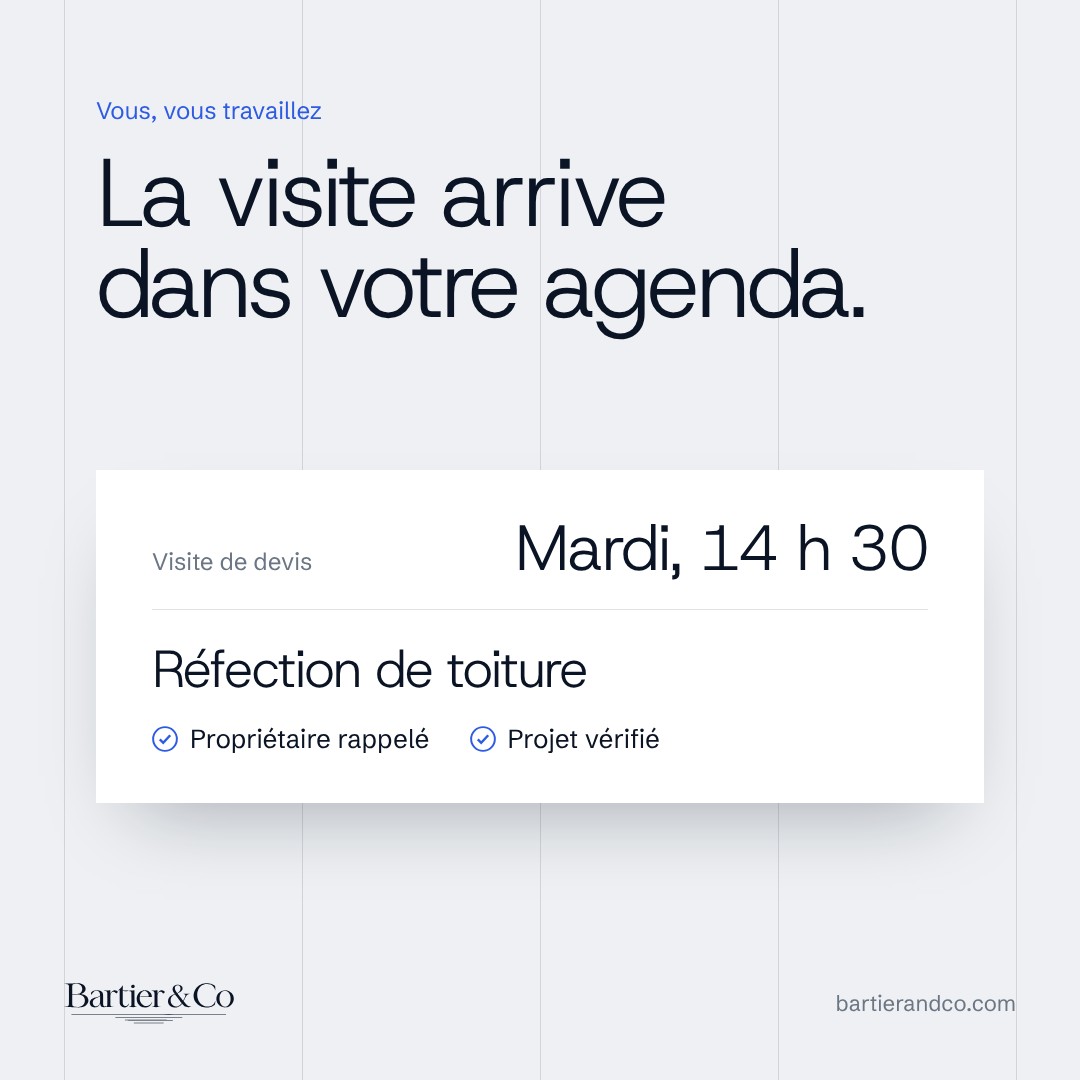 Vous, vous travaillez
La visite arrive
dans votre agenda.
Visite de devis
Mardi, 14 h 30
Réfection de toiture
Propriétaire rappelé
Projet vérifié
Bartier & Co
bartierandco.com